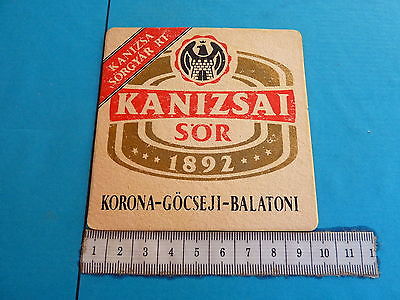 KANIZSA
SÖRGYÁR RT.
KANIZSAI
SÖR
1892
KORONA-GÖCSEJI-BALATONI
1 2 3 4 5 6 7 8 9 10 11 12